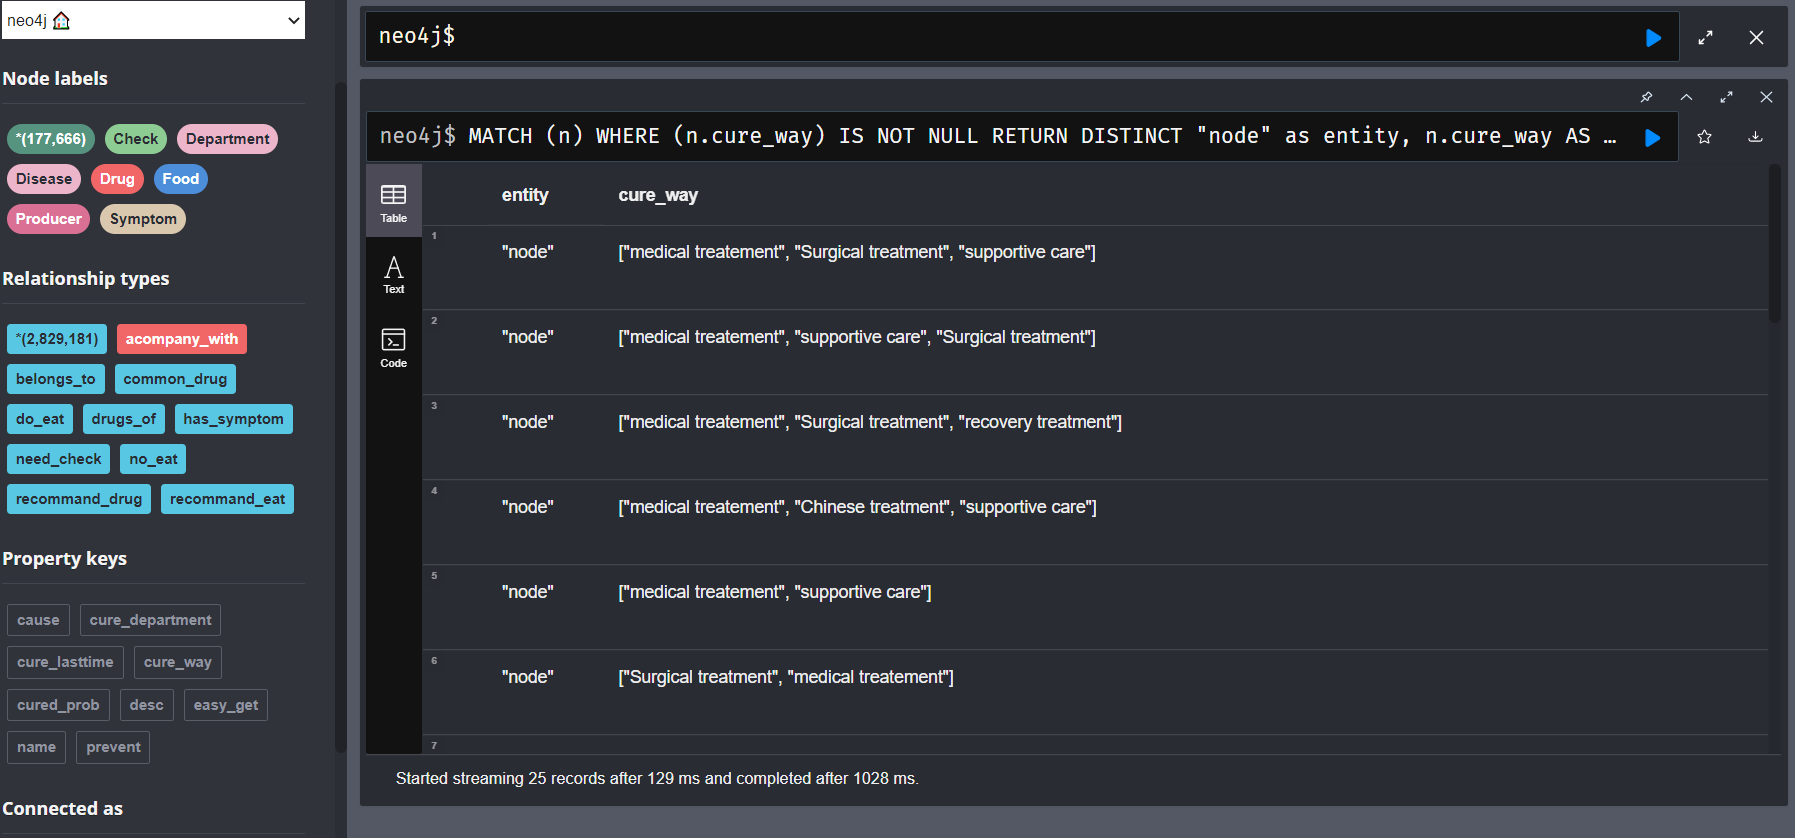 neo4j
Node labels
*(177,666) Check Department
Disease Drug Food
Producer Symptom
Relationship types
*(2,829,181) acompany_with
belongs_to common_drug
do_eat drugs_of has_symptom
need_check no_eat
recommand_drug recommand_eat
Property keys
cause cure_department
cure_lasttime cure_way
cured_prob desc easy_get
name prevent
Connected as
neo4j$
neo4j$ MATCH (n) WHERE (n.cure_way) IS NOT NULL RETURN DISTINCT "node" as entity, n.cure_way AS …
Table
Text
Code
entity cure_way
1 "node" ["medical treatement", "Surgical treatment", "supportive care"]
2 "node" ["medical treatement", "supportive care", "Surgical treatment"]
3 "node" ["medical treatement", "Surgical treatment", "recovery treatment"]
4 "node" ["medical treatement", "Chinese treatment", "supportive care"]
5 "node" ["medical treatement", "supportive care"]
6 "node" ["Surgical treatment", "medical treatement"]
7
Started streaming 25 records after 129 ms and completed after 1028 ms.